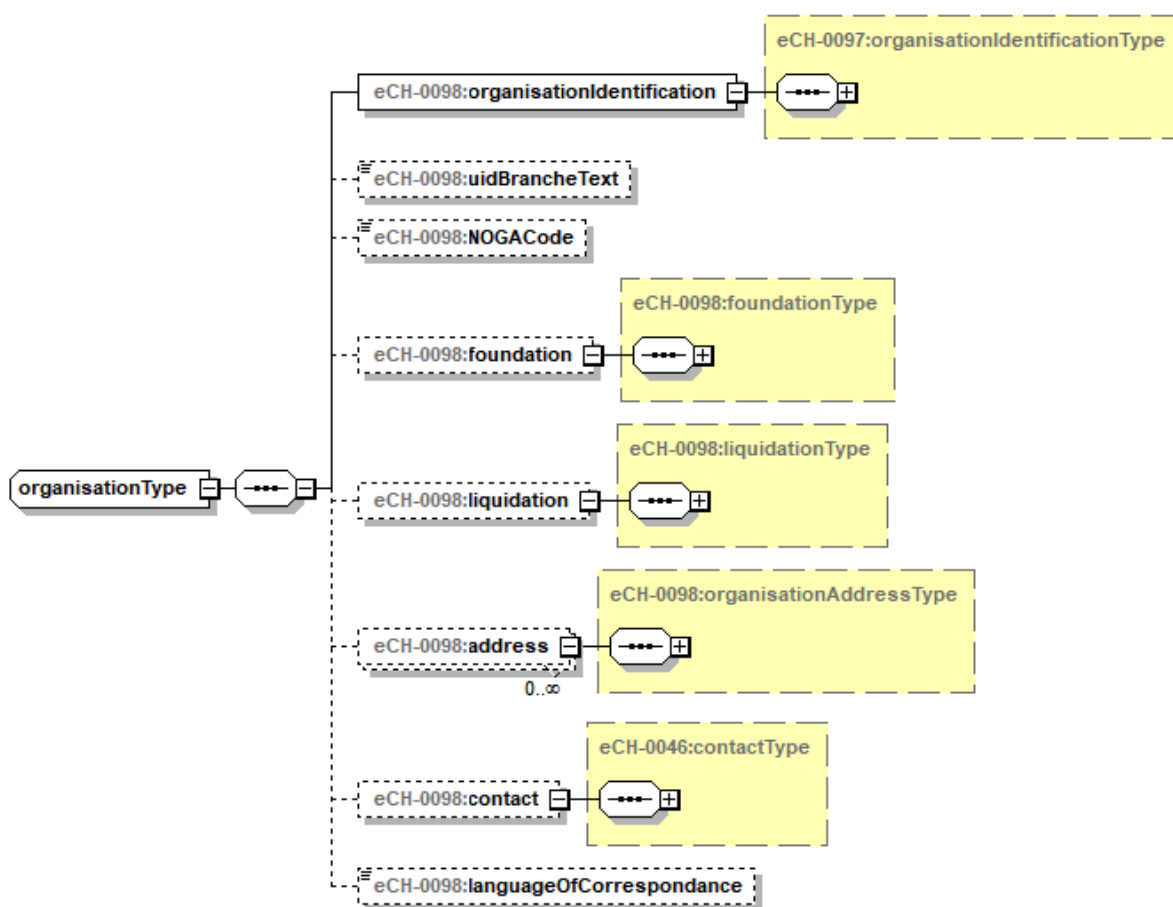 eCH-0097:organisationIdentificationType
eCH-0098:organisationIdentification
eCH-0098:uidBrancheText
eCH-0098:NOGACode
eCH-0098:foundationType
eCH-0098:foundation
eCH-0098:liquidationType
organisationType
eCH-0098:liquidation
eCH-0098:organisationAddressType
eCH-0098:address
0..∞
eCH-0046:contactType
eCH-0098:contact
eCH-0098:languageOfCorrespondance